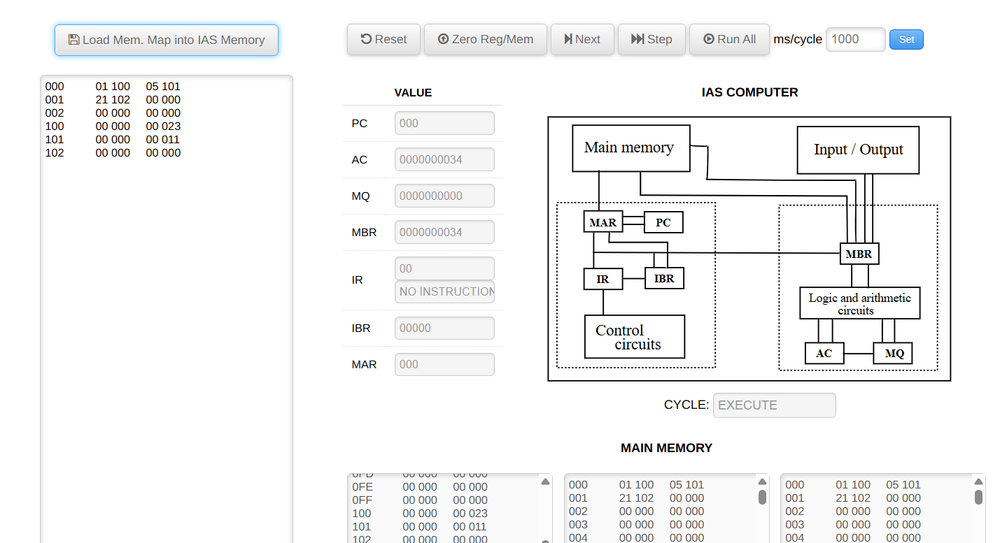 Load Mem. Map into IAS Memory
Reset Zero Reg/Mem Next Step Run All ms/cycle 1000 Set
000 01 100 05 101
001 21 102 00 000
002 00 000 00 000
100 00 000 00 023
101 00 000 00 011
102 00 000 00 000
VALUE
PC 000
AC 0000000034
MQ 0000000000
MBR 0000000034
IR 00
NO INSTRUCTION
IBR 00000
MAR 000
IAS COMPUTER
Main memory
Input / Output
MAR
PC
MBR
IR
IBR
Logic and arithmetic
circuits
Control
circuits
AC
MQ
CYCLE: EXECUTE
MAIN MEMORY
0FD 00 000 00 000
0FE 00 000 00 000
0FF 00 000 00 000
100 00 000 00 023
101 00 000 00 011
102 00 000 00 000
000 01 100 05 101
001 21 102 00 000
002 00 000 00 000
003 00 000 00 000
004 00 000 00 000
000 01 100 05 101
001 21 102 00 000
002 00 000 00 000
003 00 000 00 000
004 00 000 00 000